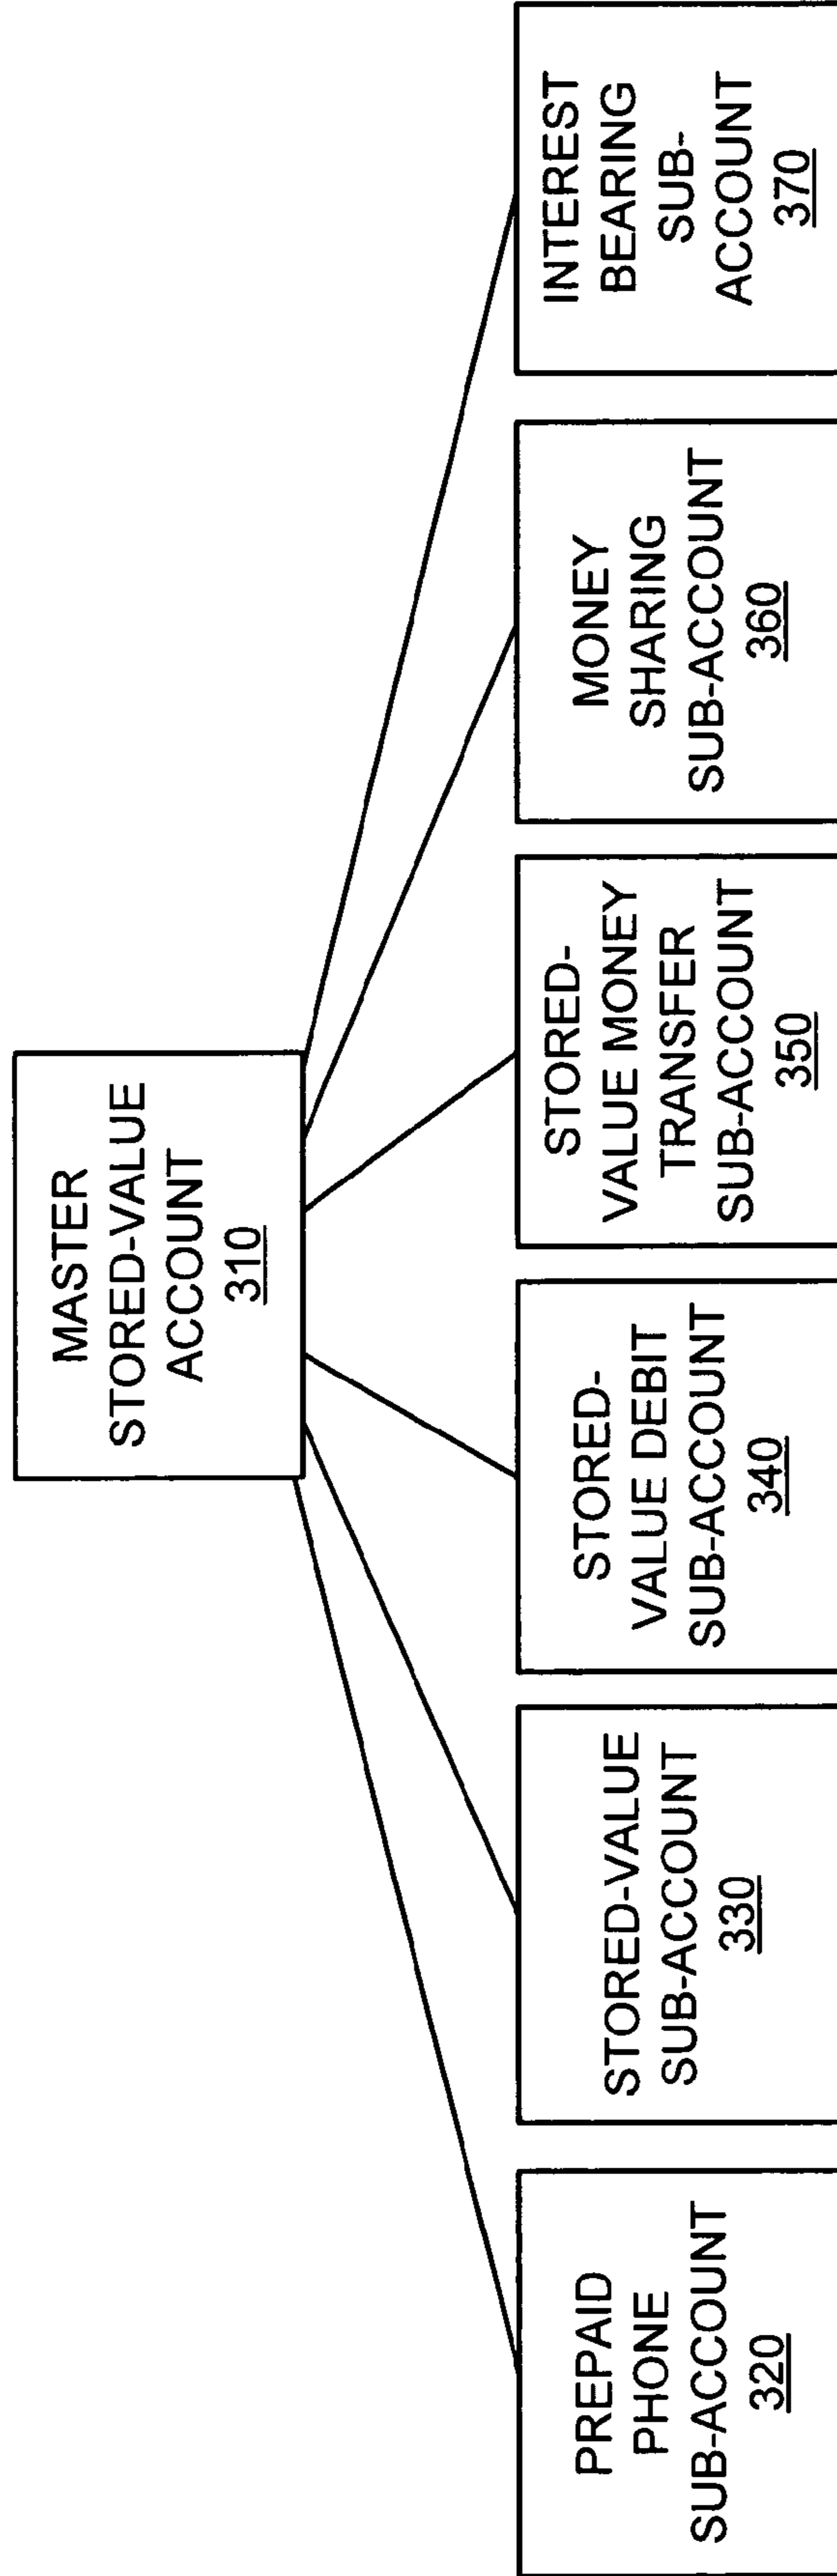 MASTER
STORED-VALUE
ACCOUNT
310
PREPAID
PHONE
SUB-ACCOUNT
320
STORED-VALUE
SUB-ACCOUNT
330
STORED-
VALUE DEBIT
SUB-ACCOUNT
340
STORED-
VALUE MONEY
TRANSFER
SUB-ACCOUNT
350
MONEY
SHARING
SUB-ACCOUNT
360
INTEREST
BEARING
SUB-
ACCOUNT
370